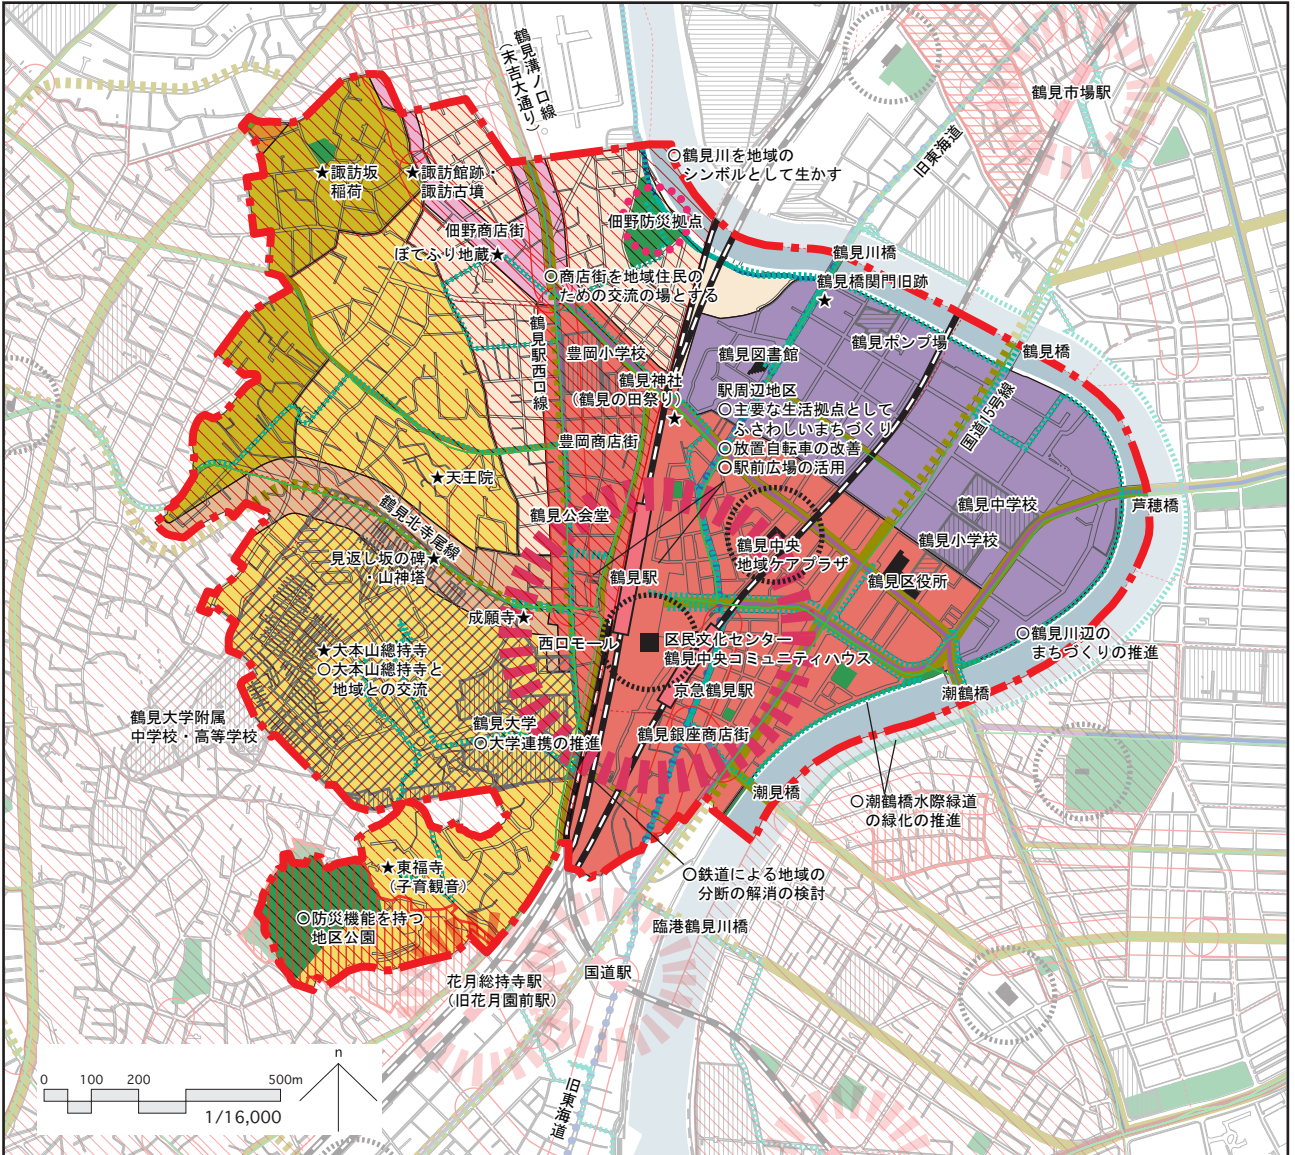 鶴見溝ノ口線
（末吉大通り）
鶴見市場駅
旧東海道
○鶴見川を地域の
シンボルとして生かす
★諏訪坂
稲荷
★諏訪館跡・
諏訪古墳
佃野商店街
佃野防災拠点
ぼてふり地蔵★
鶴見川橋
鶴見橋関門旧跡
★
○商店街を地域住民の
ための交流の場とする
鶴見駅西口線
豊岡小学校
鶴見図書館
鶴見ポンプ場
鶴見橋
国道15号線
鶴見神社
（鶴見の田祭り）
★
駅周辺地区
○主要な生活拠点として
ふさわしいまちづくり
○放置自転車の改善
○駅前広場の活用
豊岡商店街
★天王院
鶴見北寺尾線
鶴見公会堂
鶴見中学校
芦穂橋
鶴見小学校
見返し坂の碑★
・山神塔
鶴見中央
地域ケアプラザ
鶴見駅
鶴見区役所
成願寺★
西口モール
区民文化センター
鶴見中央コミュニティハウス
○鶴見川辺の
まちづくりの推進
★大本山總持寺
○大本山總持寺と
地域との交流
京急鶴見駅
潮鶴橋
鶴見大学附属
中学校・高等学校
鶴見大学
○大学連携の推進
鶴見銀座商店街
潮見橋
○潮鶴橋水際緑道
の緑化の推進
★東福寺
（子育観音）
○鉄道による地域の
分断の解消の検討
○防災機能を持つ
地区公園
臨港鶴見川橋
花月総持寺駅
（旧花月園前駅）
国道駅
旧東海道
n
0 100 200 500m
1/16,000